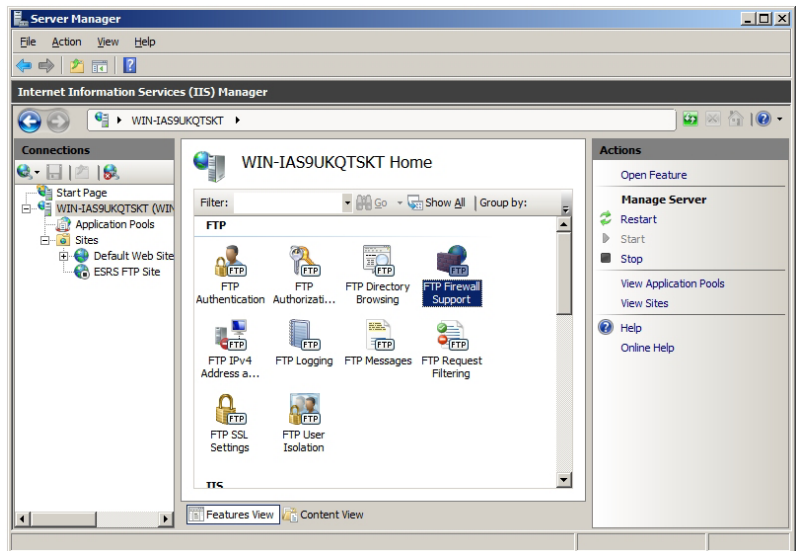 Server Manager
File Action View Help
Internet Information Services (IIS) Manager
WIN-IAS9UKQTSKT
Connections
Start Page
WIN-IAS9UKQTSKT (WIN
Application Pools
Sites
Default Web Site
ESRS FTP Site
WIN-IAS9UKQTSKT Home
Filter: Go Show All Group by:
FTP
FTP Authentication
FTP Authorizati...
FTP Directory Browsing
FTP Firewall Support
FTP IPv4 Address a...
FTP Logging
FTP Messages
FTP Request Filtering
FTP SSL Settings
FTP User Isolation
IIS
Features View Content View
Actions
Open Feature
Manage Server
Restart
Start
Stop
View Application Pools
View Sites
Help
Online Help